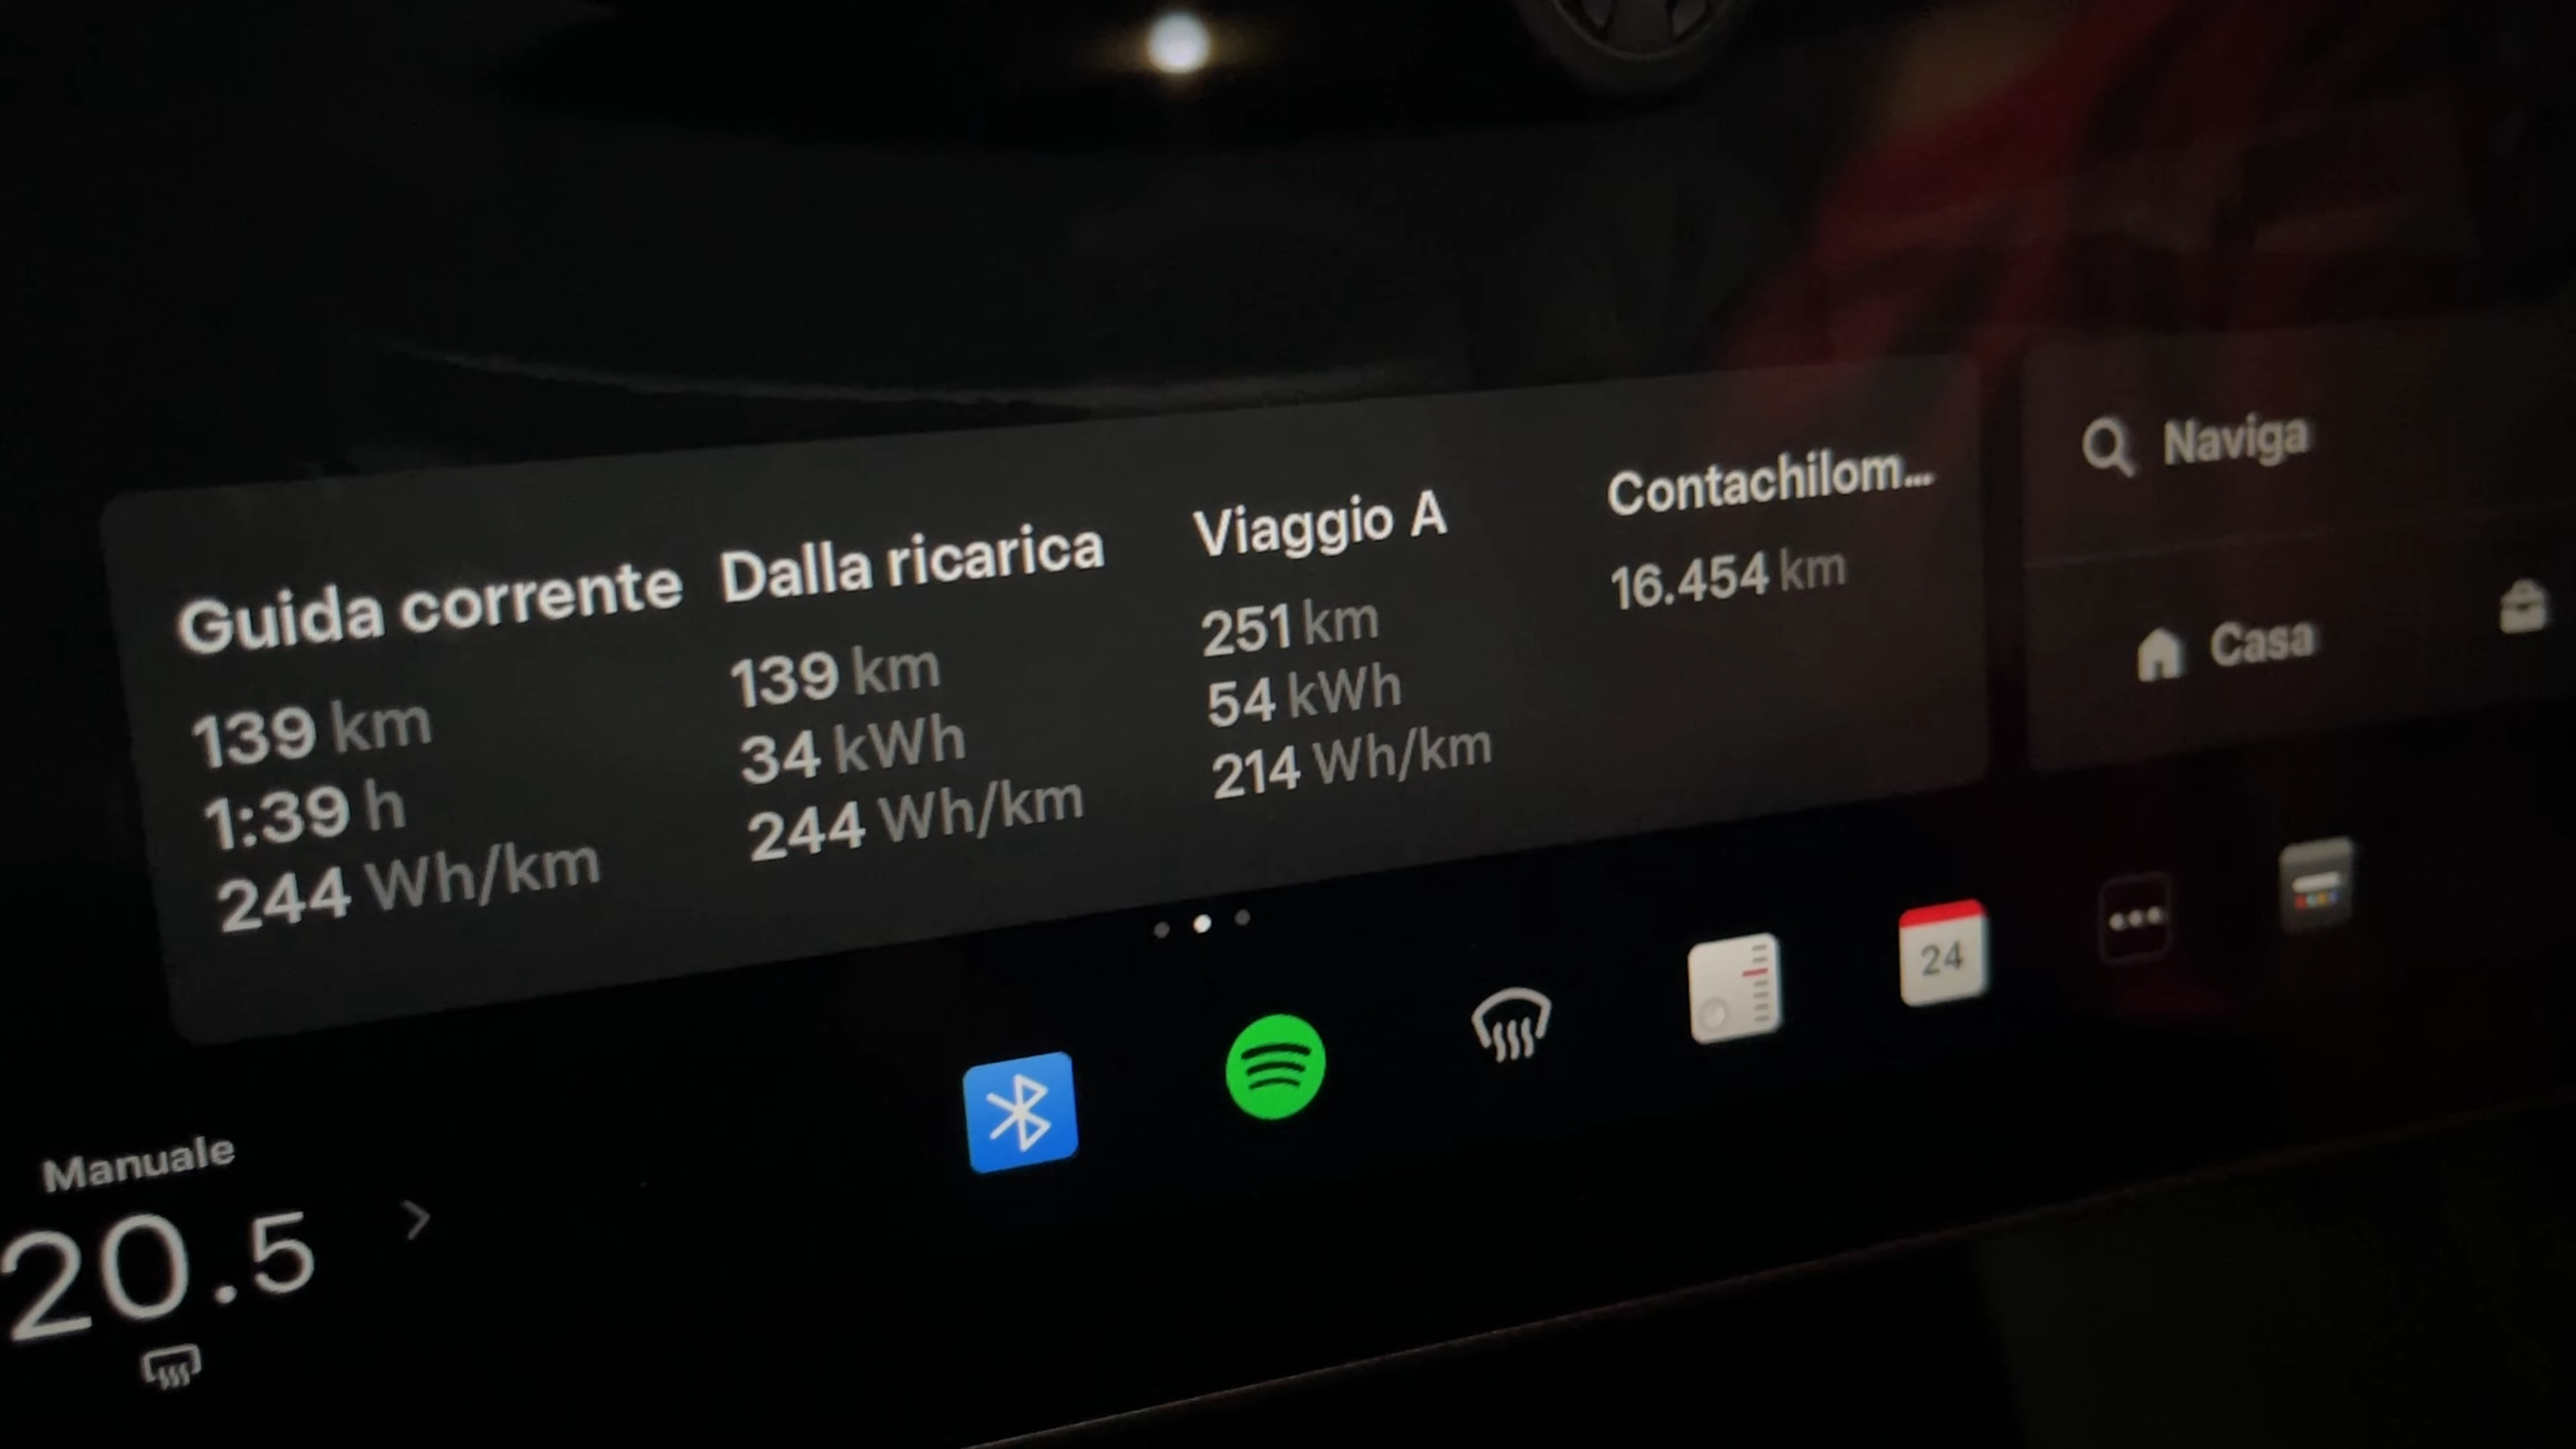 Guida corrente
139 km
1:39 h
244 Wh/km
Dalla ricarica
139 km
34 kWh
244 Wh/km
Viaggio A
251 km
54 kWh
214 Wh/km
Contachilom...
16.454 km
Naviga
Casa
24
Manuale
20.5